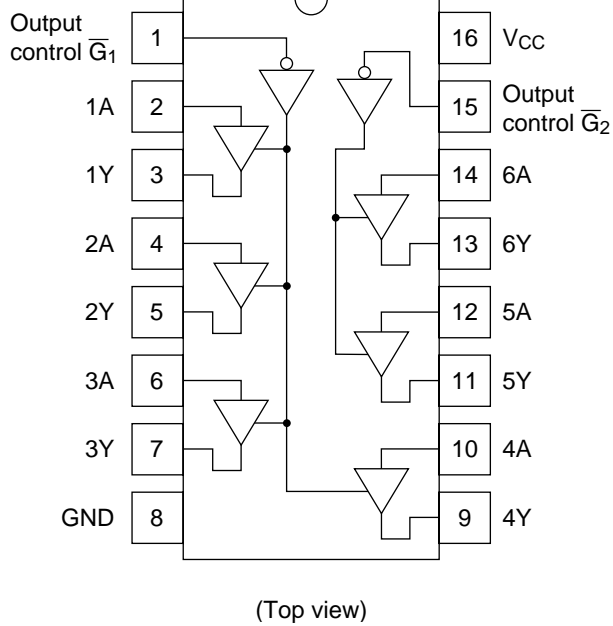 Output
control G̅1
1 16 VCC
1A 2 15 Output
control G̅2
1Y 3 14 6A
2A 4 13 6Y
2Y 5 12 5A
3A 6 11 5Y
3Y 7 10 4A
GND 8 9 4Y
(Top view)